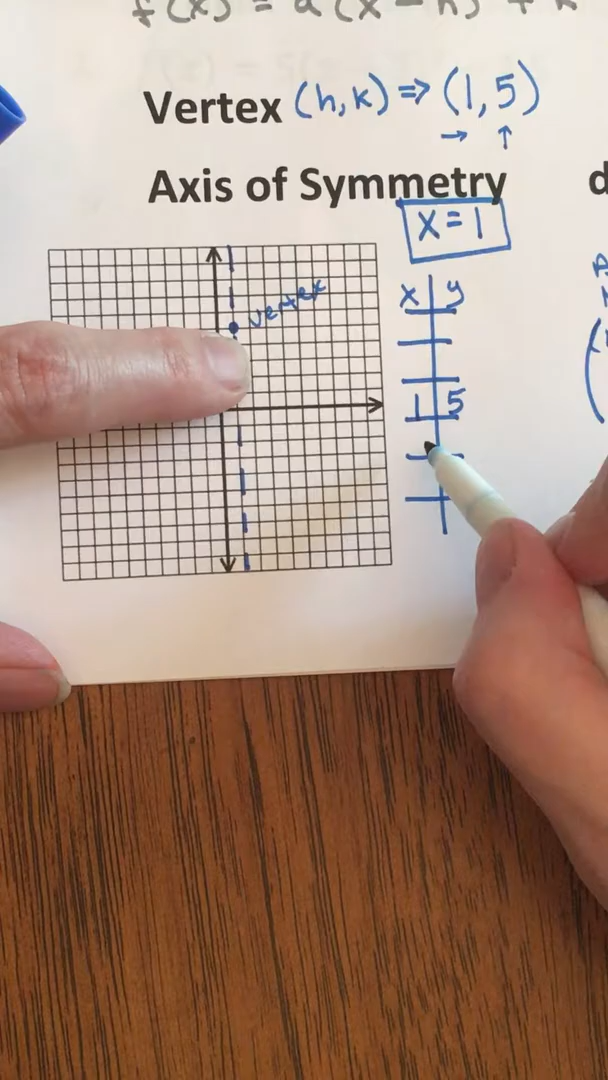 f(x) = a(x - h) + k
Vertex (h,k) ⇒ (1,5)
→ ↑
Axis of Symmetry
x=1
vertex
x y
1 5